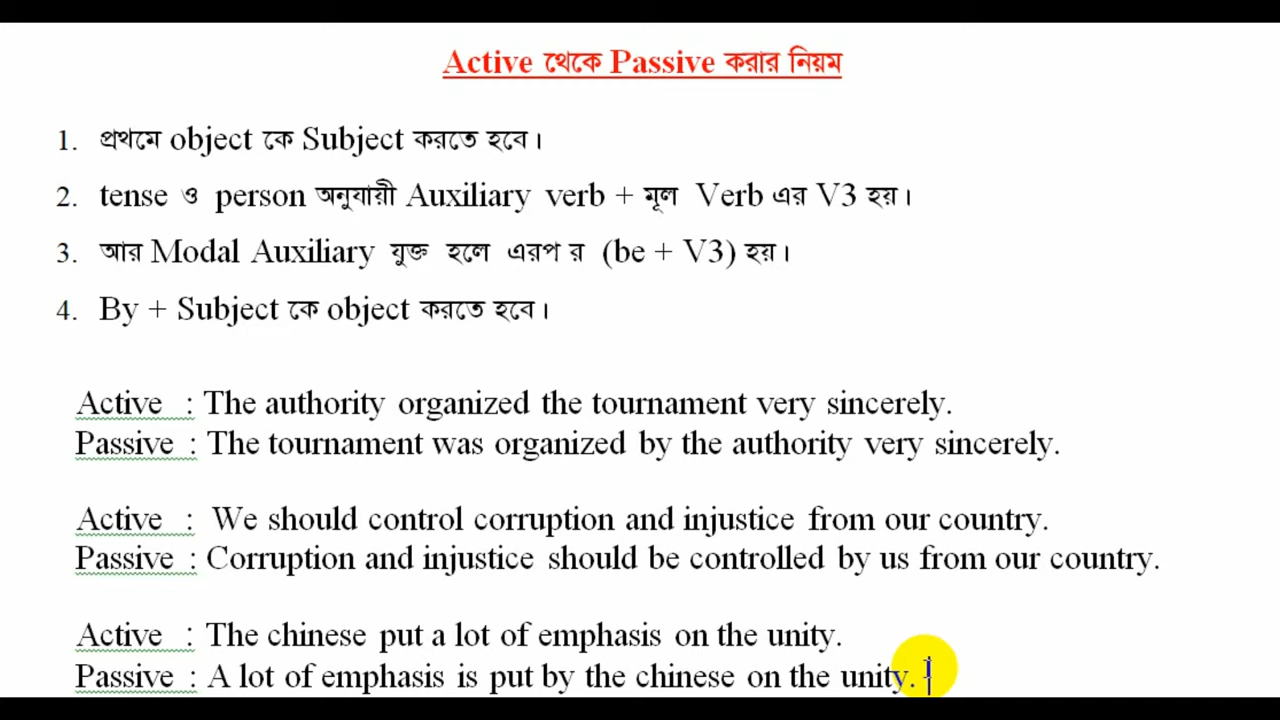 Active থেকে Passive করার নিয়ম
1. প্রথমে object কে Subject করতে হবে।
2. tense ও person অনুযায়ী Auxiliary verb + মূল Verb এর V3 হয়।
3. আর Modal Auxiliary যুক্ত হলে এরপ র (be + V3) হয়।
4. By + Subject কে object করতে হবে।
Active : The authority organized the tournament very sincerely.
Passive : The tournament was organized by the authority very sincerely.
Active : We should control corruption and injustice from our country.
Passive : Corruption and injustice should be controlled by us from our country.
Active : The chinese put a lot of emphasis on the unity.
Passive : A lot of emphasis is put by the chinese on the unity.